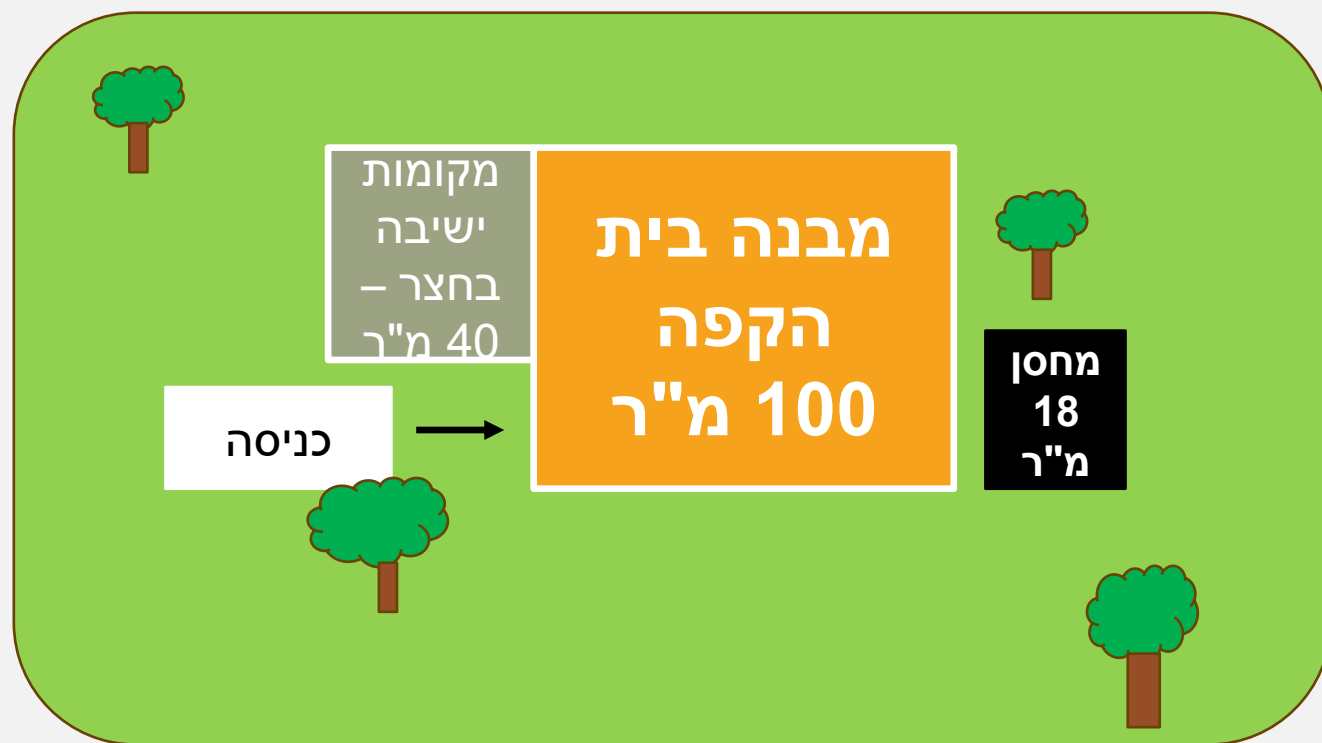 מקומות
ישיבה
בחצר –
40 מ"ר
מבנה בית
הקפה
100 מ"ר
מחסן
18
מ"ר
כניסה